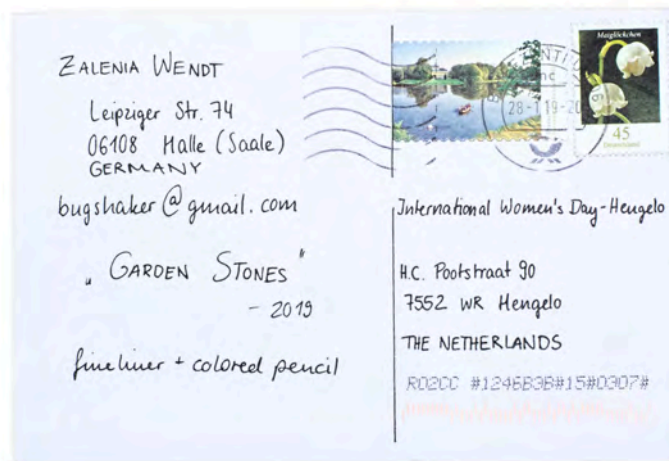 ZALENIA WENDT
Leipziger Str. 74
06108 Halle (Saale)
GERMANY
bugshaker@gmail.com
„GARDEN STONES"
- 2019
fineliner + colored pencil
Maiglöckchen
45
Deutschland
28-1 19-20
International Women's Day-Hengelo
H.C. Pootstraat 90
7552 WR Hengelo
THE NETHERLANDS
R02CC #1246B3B#15#0307#